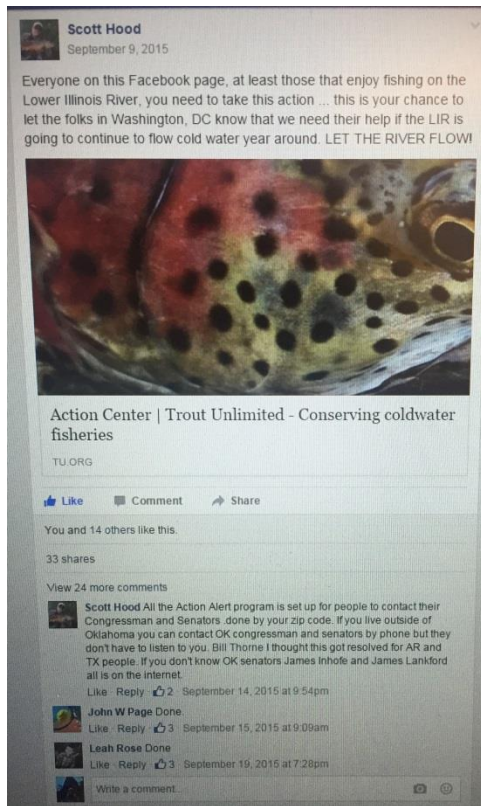 Scott Hood
September 9, 2015
Everyone on this Facebook page, at least those that enjoy fishing on the
Lower Illinois River, you need to take this action ... this is your chance to
let the folks in Washington, DC know that we need their help if the LIR is
going to continue to flow cold water year around. LET THE RIVER FLOW!
Action Center | Trout Unlimited - Conserving coldwater
fisheries
TU.ORG
Like Comment Share
You and 14 others like this.
33 shares
View 24 more comments
Scott Hood All the Action Alert program is set up for people to contact their
Congressman and Senators .done by your zip code. If you live outside of
Oklahoma you can contact OK congressman and senators by phone but they
don't have to listen to you. Bill Thorne I thought this got resolved for AR and
TX people. If you don't know OK senators James Inhofe and James Lankford
all is on the internet.
Like · Reply · 2 · September 14, 2015 at 9:54pm
John W Page Done
Like · Reply · 3 · September 15, 2015 at 9:09am
Leah Rose Done
Like · Reply · 3 · September 19, 2015 at 7:28pm
Write a comment...